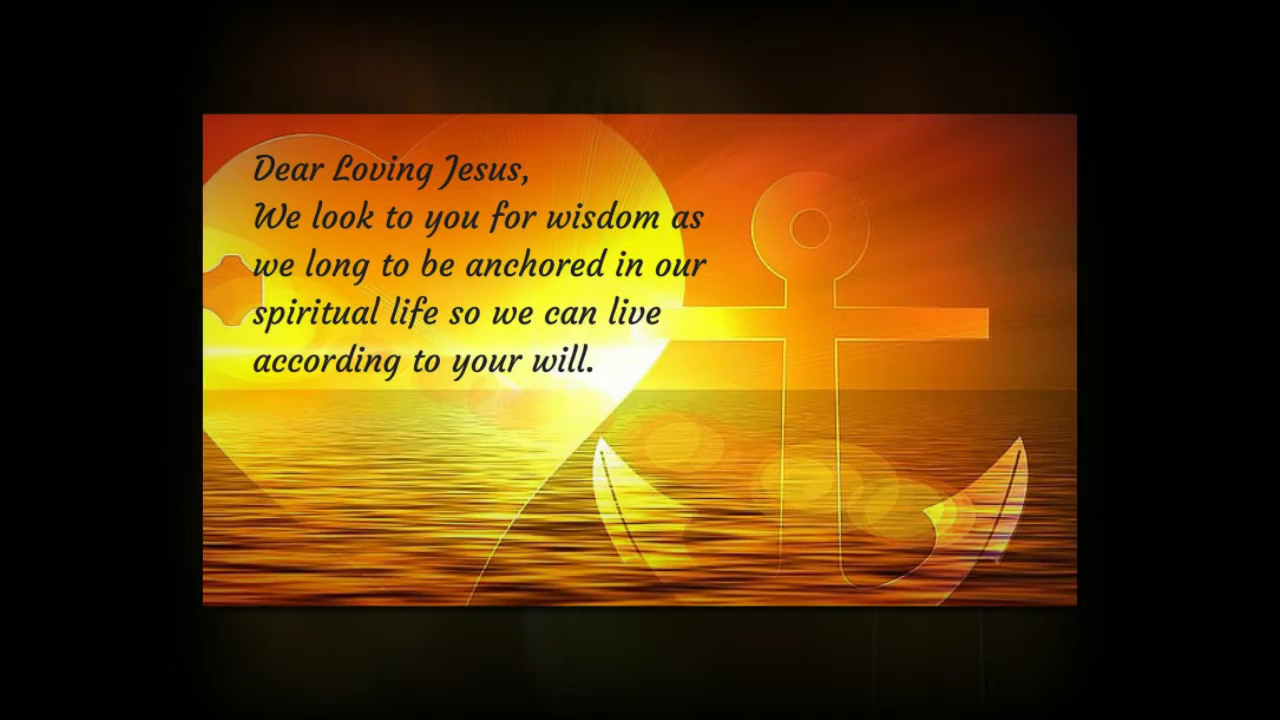 Dear Loving Jesus,
We look to you for wisdom as
we long to be anchored in our
spiritual life so we can live
according to your will.